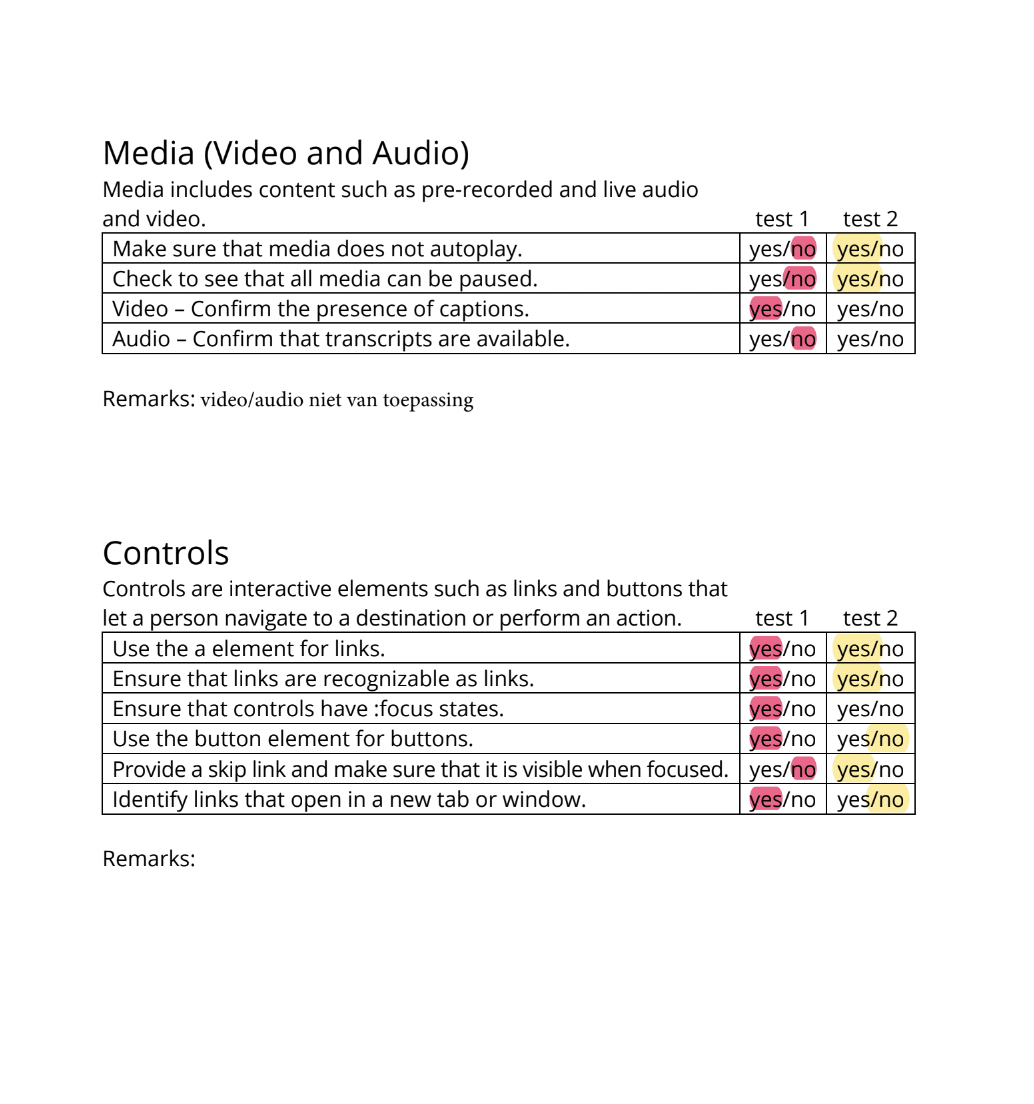 Media (Video and Audio)
Media includes content such as pre-recorded and live audio
and video. test 1 test 2
Make sure that media does not autoplay. yes/no yes/no
Check to see that all media can be paused. yes/no yes/no
Video – Confirm the presence of captions. yes/no yes/no
Audio – Confirm that transcripts are available. yes/no yes/no
Remarks: video/audio niet van toepassing
Controls
Controls are interactive elements such as links and buttons that
let a person navigate to a destination or perform an action. test 1 test 2
Use the a element for links. yes/no yes/no
Ensure that links are recognizable as links. yes/no yes/no
Ensure that controls have :focus states. yes/no yes/no
Use the button element for buttons. yes/no yes/no
Provide a skip link and make sure that it is visible when focused. yes/no yes/no
Identify links that open in a new tab or window. yes/no yes/no
Remarks: